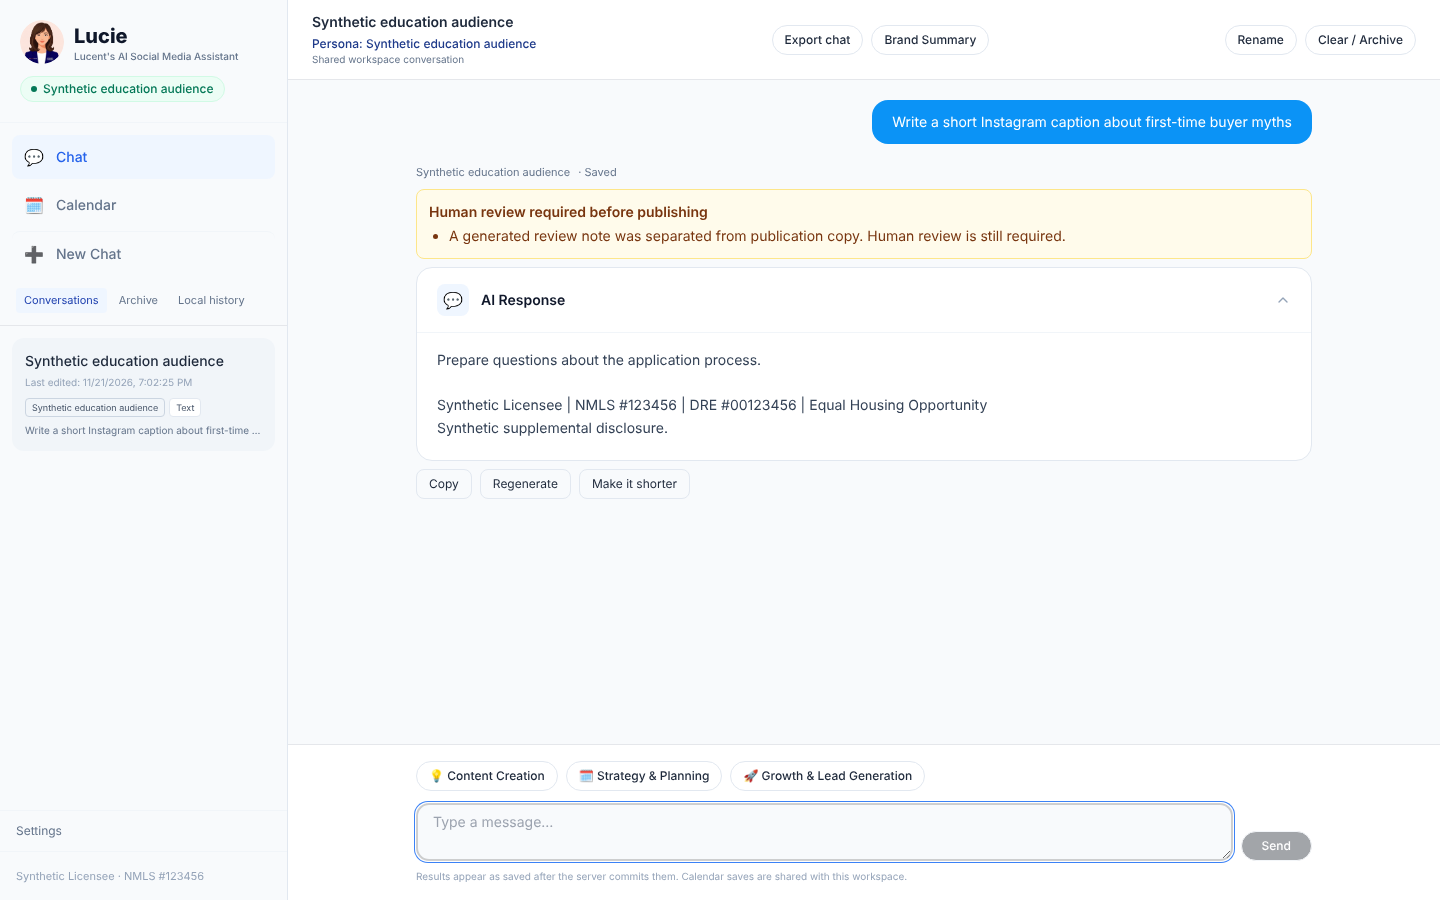 Lucie
Lucent's AI Social Media Assistant
Synthetic education audience
Chat
Calendar
New Chat
Conversations
Archive
Local history
Synthetic education audience
Last edited: 11/21/2026, 7:02:25 PM
Synthetic education audience
Text
Write a short Instagram caption about first-time ...
Settings
Synthetic Licensee · NMLS #123456
Synthetic education audience
Persona: Synthetic education audience
Shared workspace conversation
Export chat
Brand Summary
Rename
Clear / Archive
Write a short Instagram caption about first-time buyer myths
Synthetic education audience · Saved
Human review required before publishing
• A generated review note was separated from publication copy. Human review is still required.
AI Response
Prepare questions about the application process.
Synthetic Licensee | NMLS #123456 | DRE #00123456 | Equal Housing Opportunity
Synthetic supplemental disclosure.
Copy
Regenerate
Make it shorter
Content Creation
Strategy & Planning
Growth & Lead Generation
Type a message...
Send
Results appear as saved after the server commits them. Calendar saves are shared with this workspace.